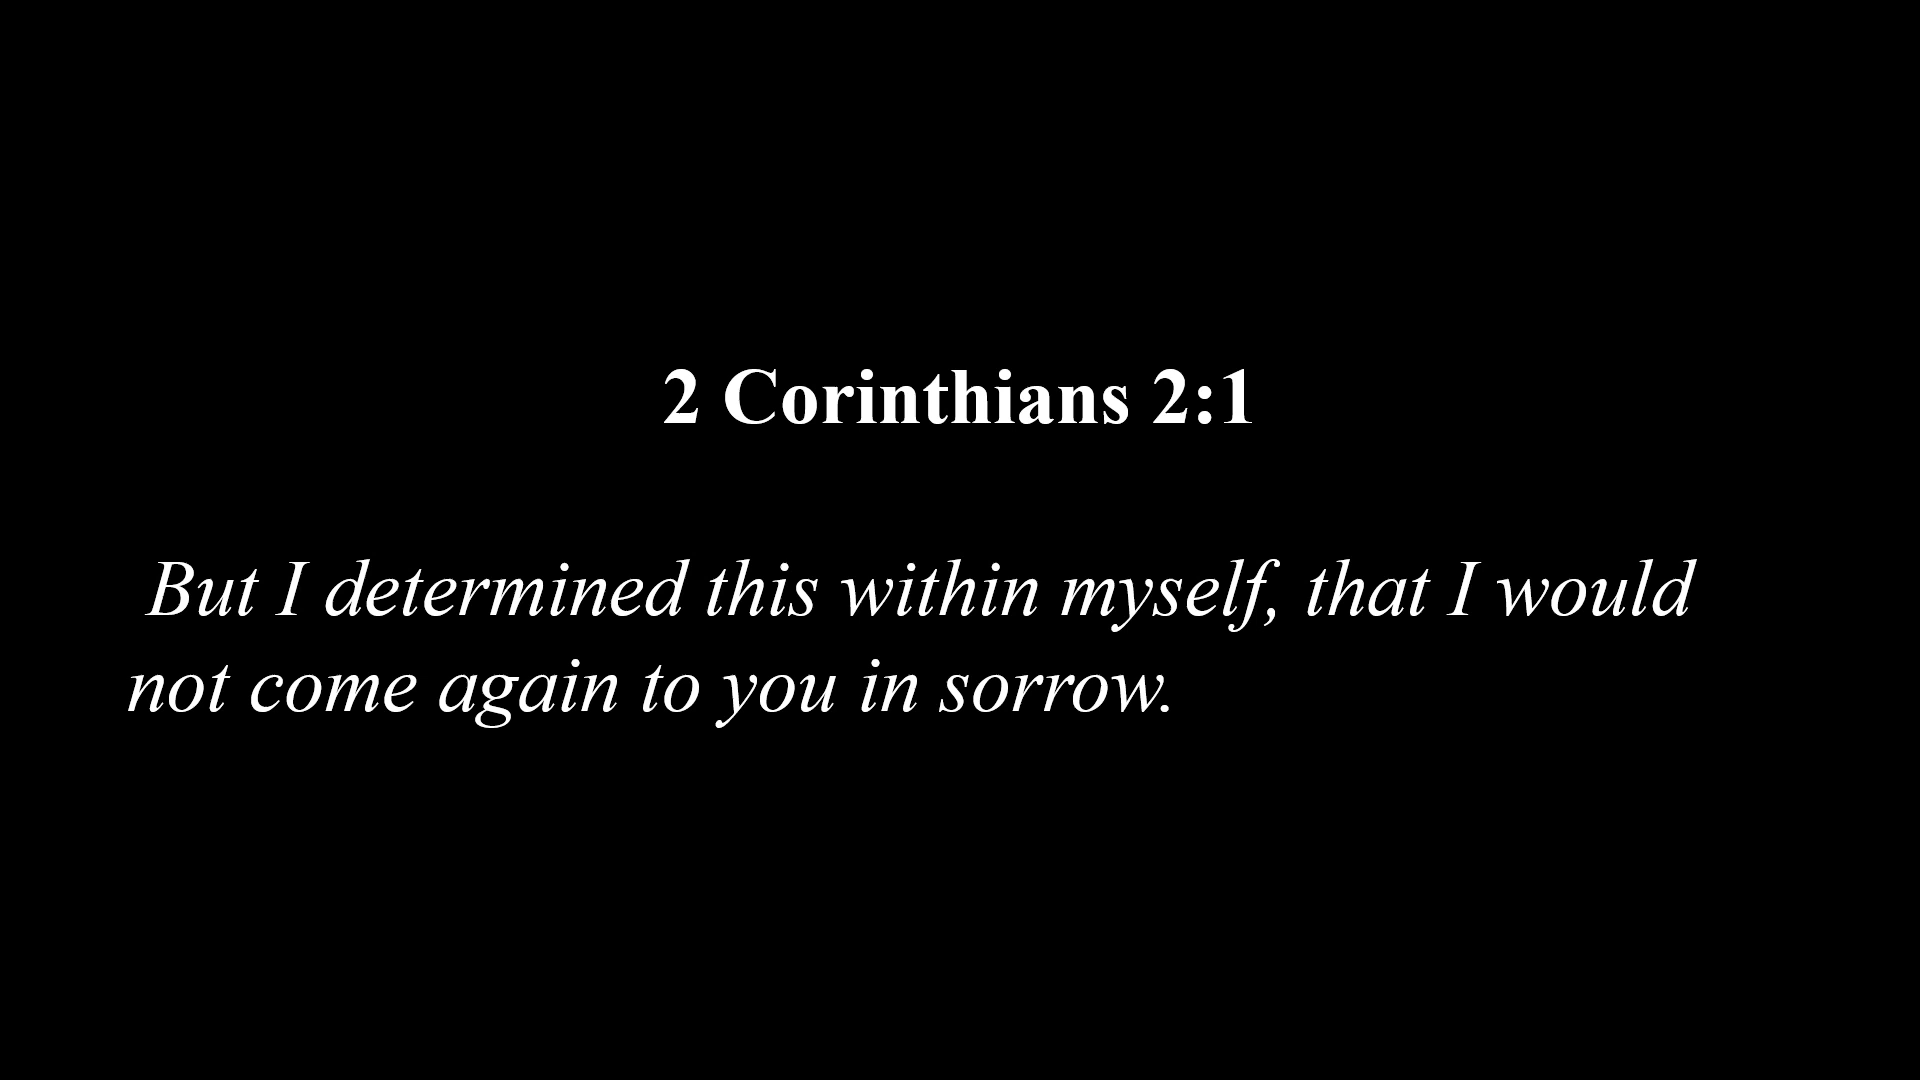 2 Corinthians 2:1
But I determined this within myself, that I would
not come again to you in sorrow.